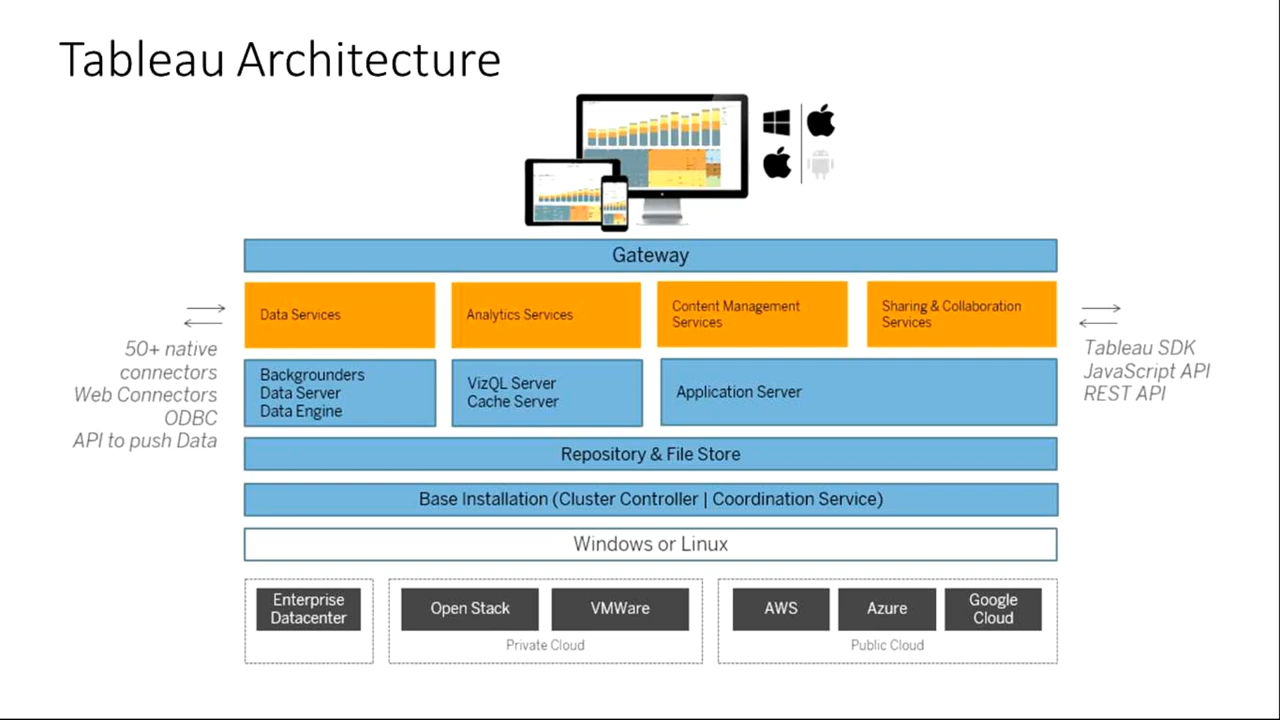 Tableau Architecture
Gateway
Data Services
Analytics Services
Content Management
Services
Sharing & Collaboration
Services
50+ native
connectors
Web Connectors
ODBC
API to push Data
Backgrounders
Data Server
Data Engine
VizQL Server
Cache Server
Application Server
Tableau SDK
JavaScript API
REST API
Repository & File Store
Base Installation (Cluster Controller | Coordination Service)
Windows or Linux
Enterprise
Datacenter
Open Stack
VMWare
Private Cloud
AWS
Azure
Google
Cloud
Public Cloud